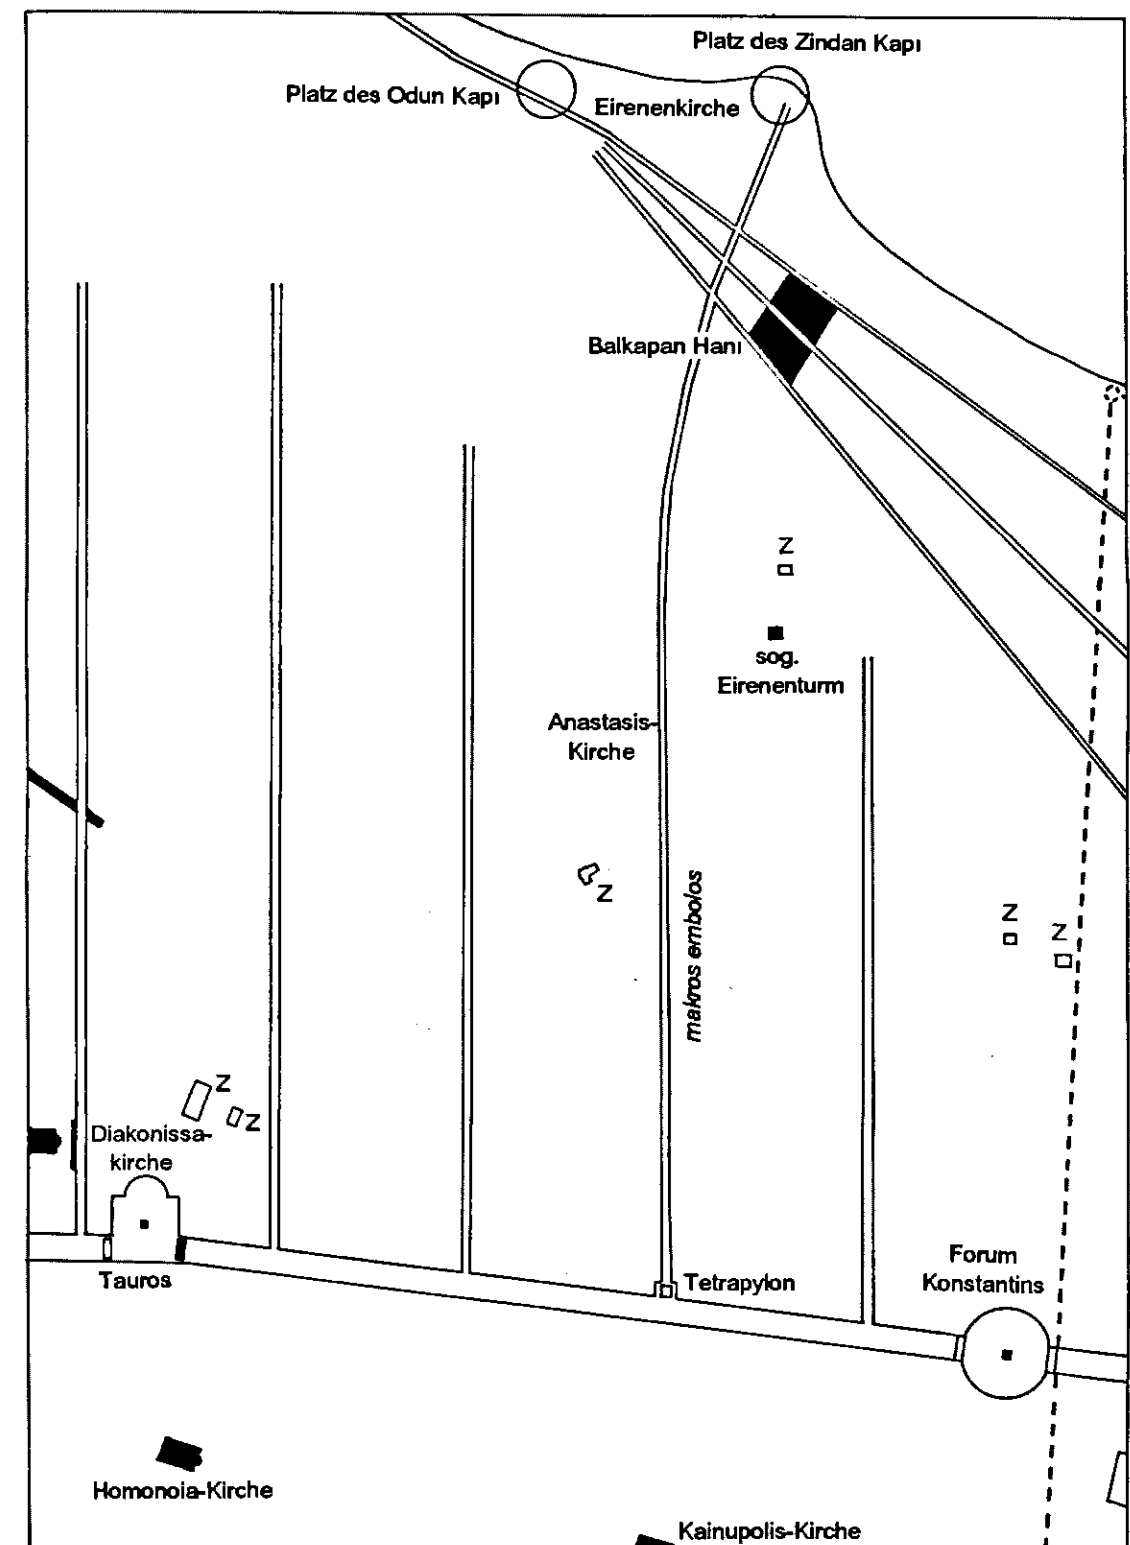 Platz des Zindan Kapı
Platz des Odun Kapı
Eirenenkirche
Balkapan Hanı
Z
sog.
Eirenenturm
Anastasis-
Kirche
Z
makros embolos
Z
Z
Z
Z
Diakonissa-
kirche
Tauros
Tetrapylon
Forum
Konstantins
Homonoia-Kirche
Kainupolis-Kirche